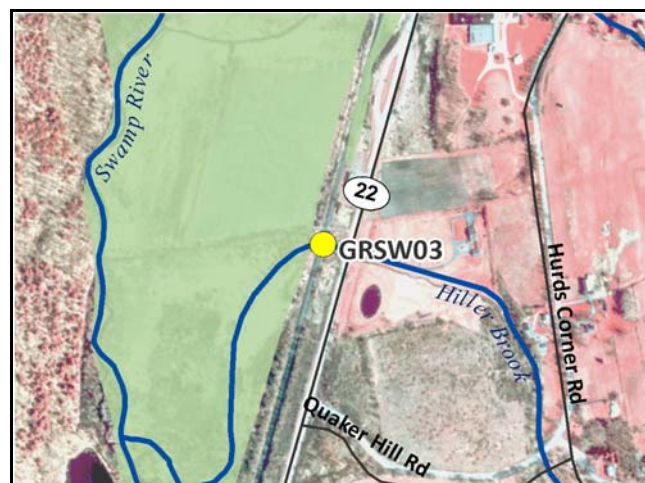 Swamp River
22
GRSW03
Hiller Brook
Hurds Corner Rd
Quaker Hill Rd